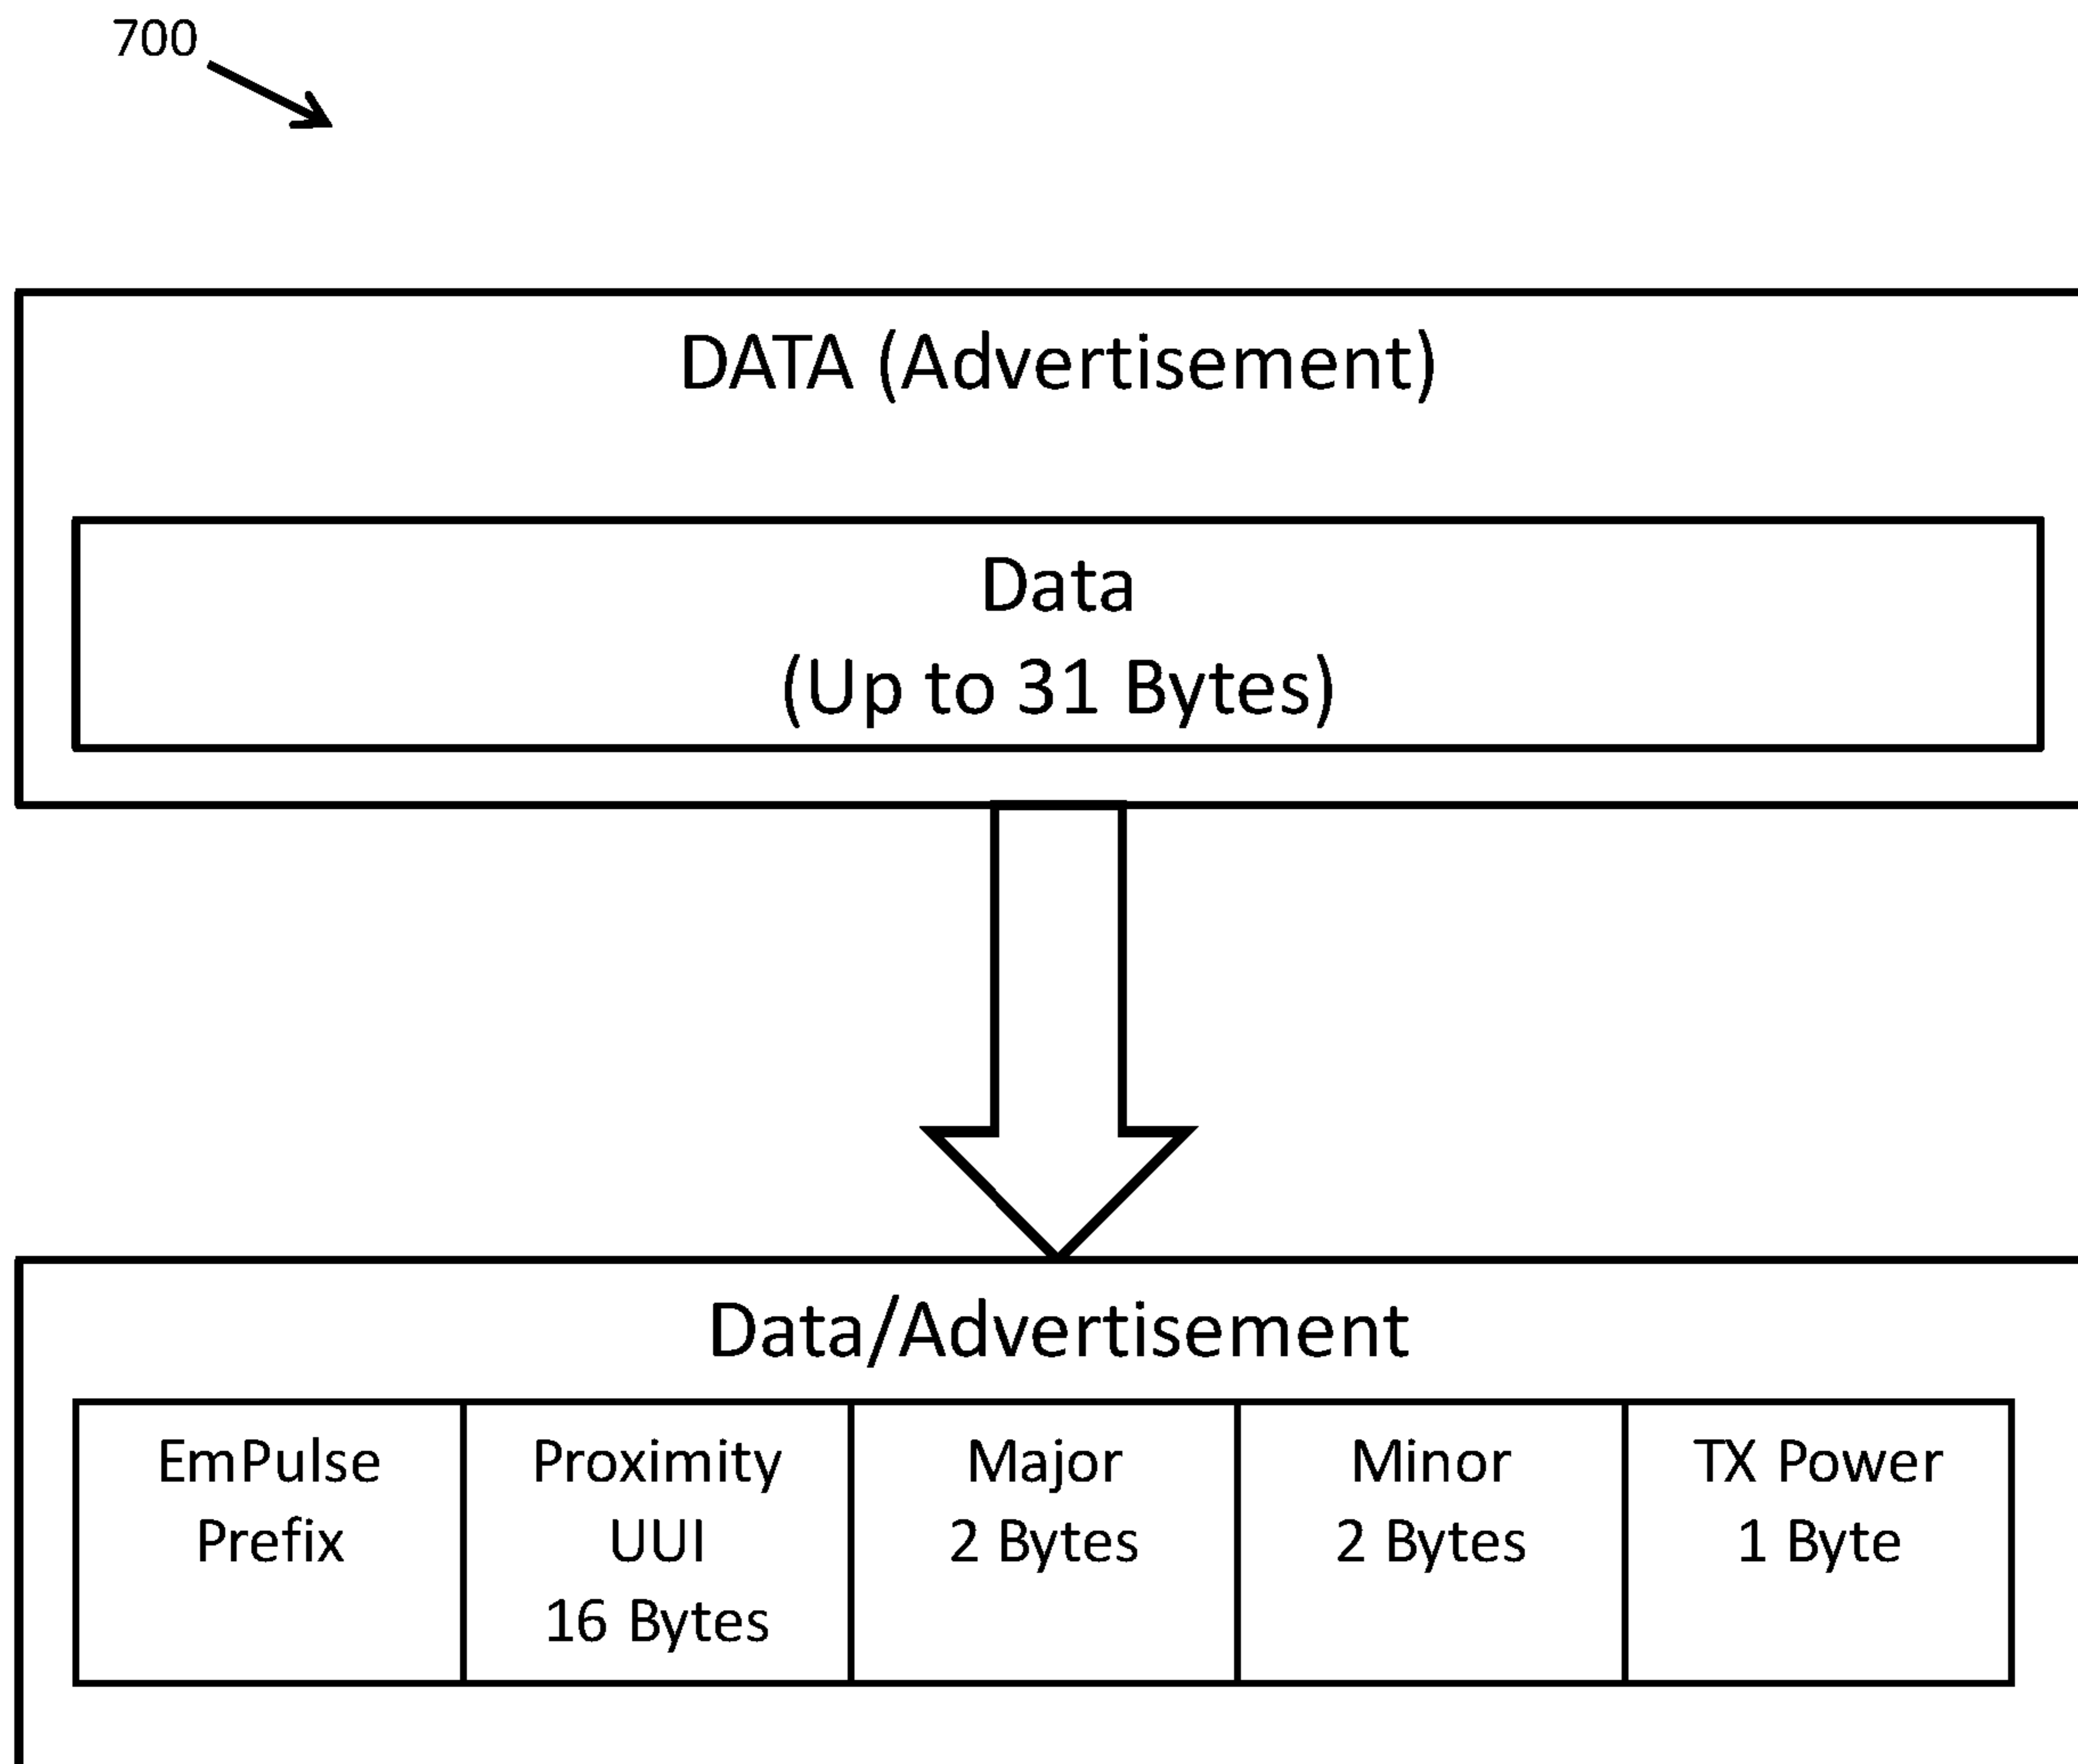 700
DATA (Advertisement)
Data
(Up to 31 Bytes)
Data/Advertisement
EmPulse
Prefix
Proximity
UUI
16 Bytes
Major
2 Bytes
Minor
2 Bytes
TX Power
1 Byte